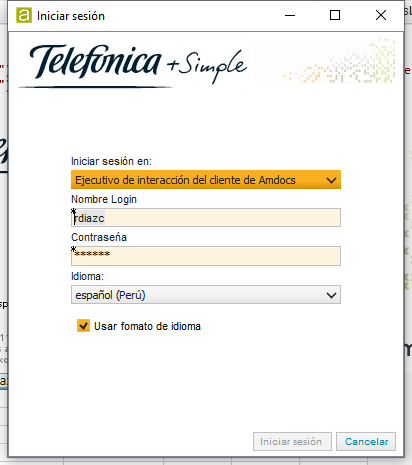 Iniciar sesión
Telefónica +Simple
Iniciar sesión en:
Ejecutivo de interacción del cliente de Amdocs
Nombre Login
*rdiazc
Contraseña
*******
Idioma:
español (Perú)
Usar fomato de idioma
Iniciar sesión
Cancelar